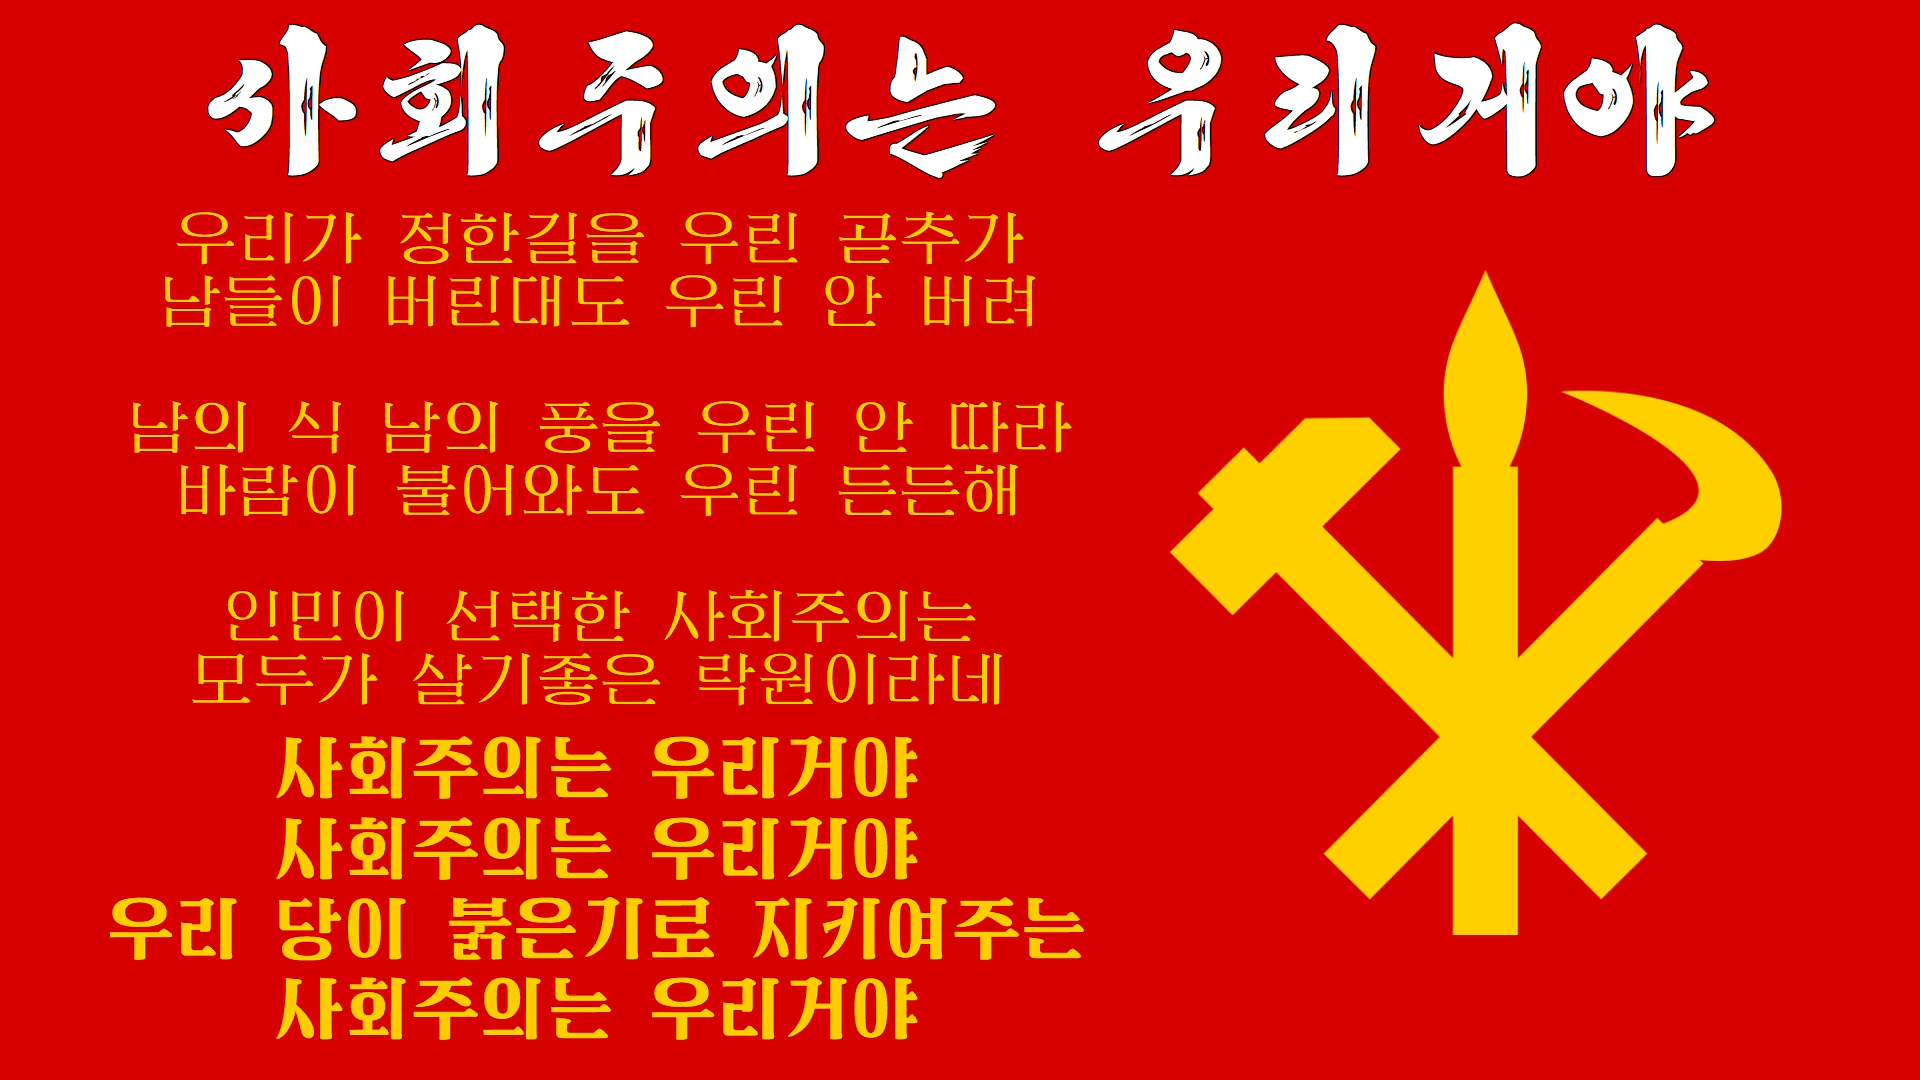 사회주의는 우리거야
우리가 정한길을 우린 곧추가
남들이 버린대도 우린 안 버려
남의 식 남의 풍을 우린 안 따라
바람이 불어와도 우린 든든해
인민이 선택한 사회주의는
모두가 살기좋은 락원이라네
사회주의는 우리거야
사회주의는 우리거야
우리 당이 붉은기로 지키여주는
사회주의는 우리거야